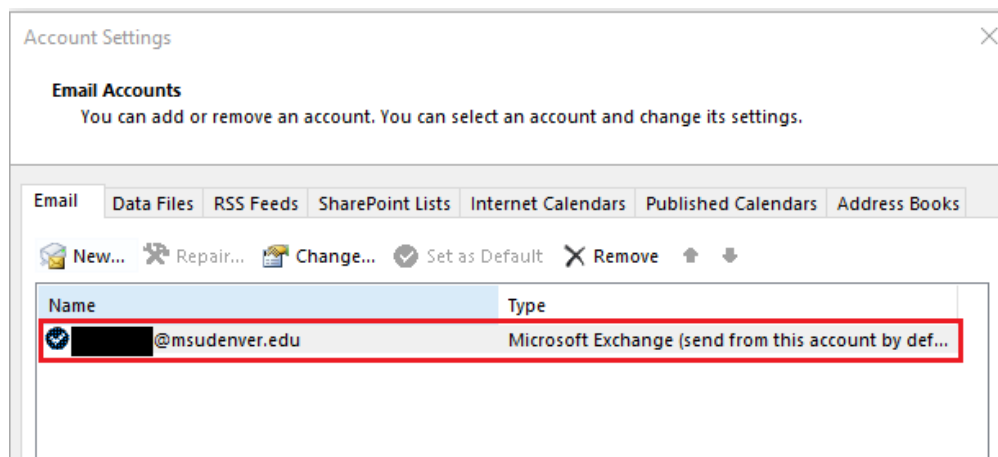 Account Settings
Email Accounts
You can add or remove an account. You can select an account and change its settings.
Email Data Files RSS Feeds SharePoint Lists Internet Calendars Published Calendars Address Books
New... Repair... Change... Set as Default Remove
Name Type
@msudenver.edu Microsoft Exchange (send from this account by def...